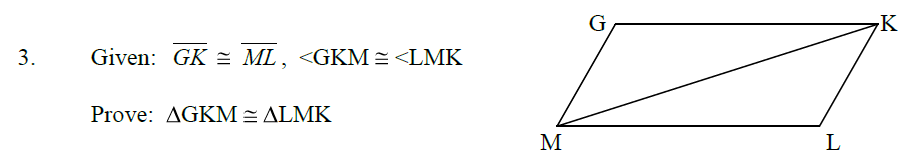 G K
3. Given: GK ≅ ML, <GKM ≅ <LMK
Prove: ΔGKM ≅ ΔLMK
M L